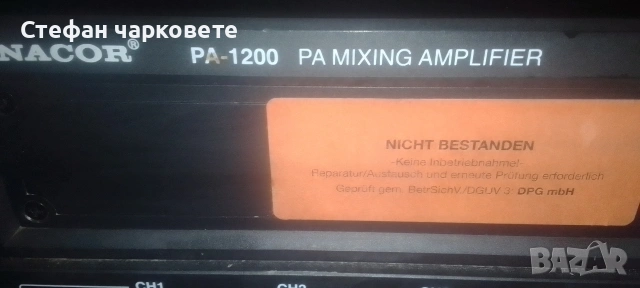 Стефан чарковете
NACOR® PA-1200 PA MIXING AMPLIFIER
NICHT BESTANDEN
-Keine Inbetriebnahme!-
Reparatur/Austausch und erneute Prüfung erforderlich
Geprüft gem. BetrSichV./DGUV 3: DPG mbH
CH1
BAZAR